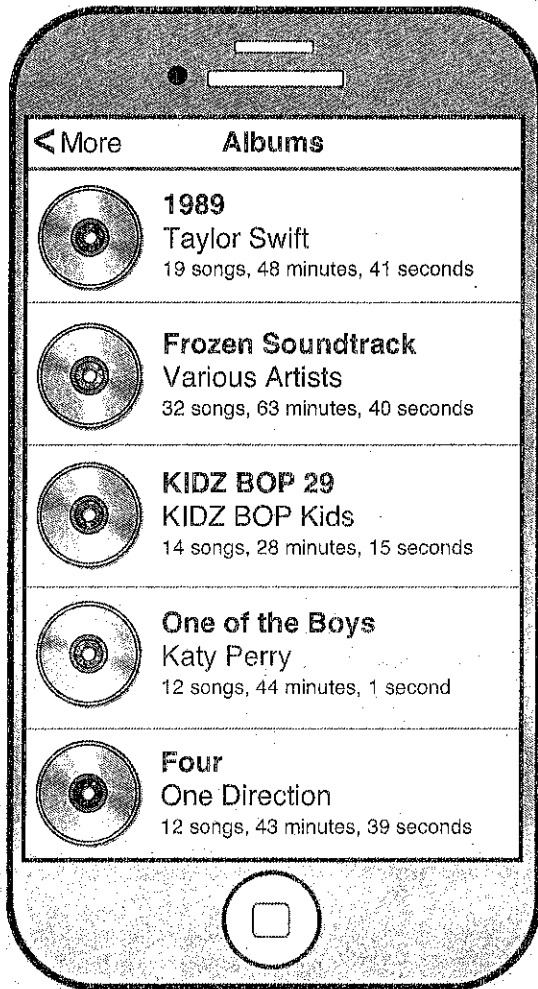 < More Albums
1989
Taylor Swift
19 songs, 48 minutes, 41 seconds
Frozen Soundtrack
Various Artists
32 songs, 63 minutes, 40 seconds
KIDZ BOP 29
KIDZ BOP Kids
14 songs, 28 minutes, 15 seconds
One of the Boys
Katy Perry
12 songs, 44 minutes, 1 second
Four
One Direction
12 songs, 43 minutes, 39 seconds